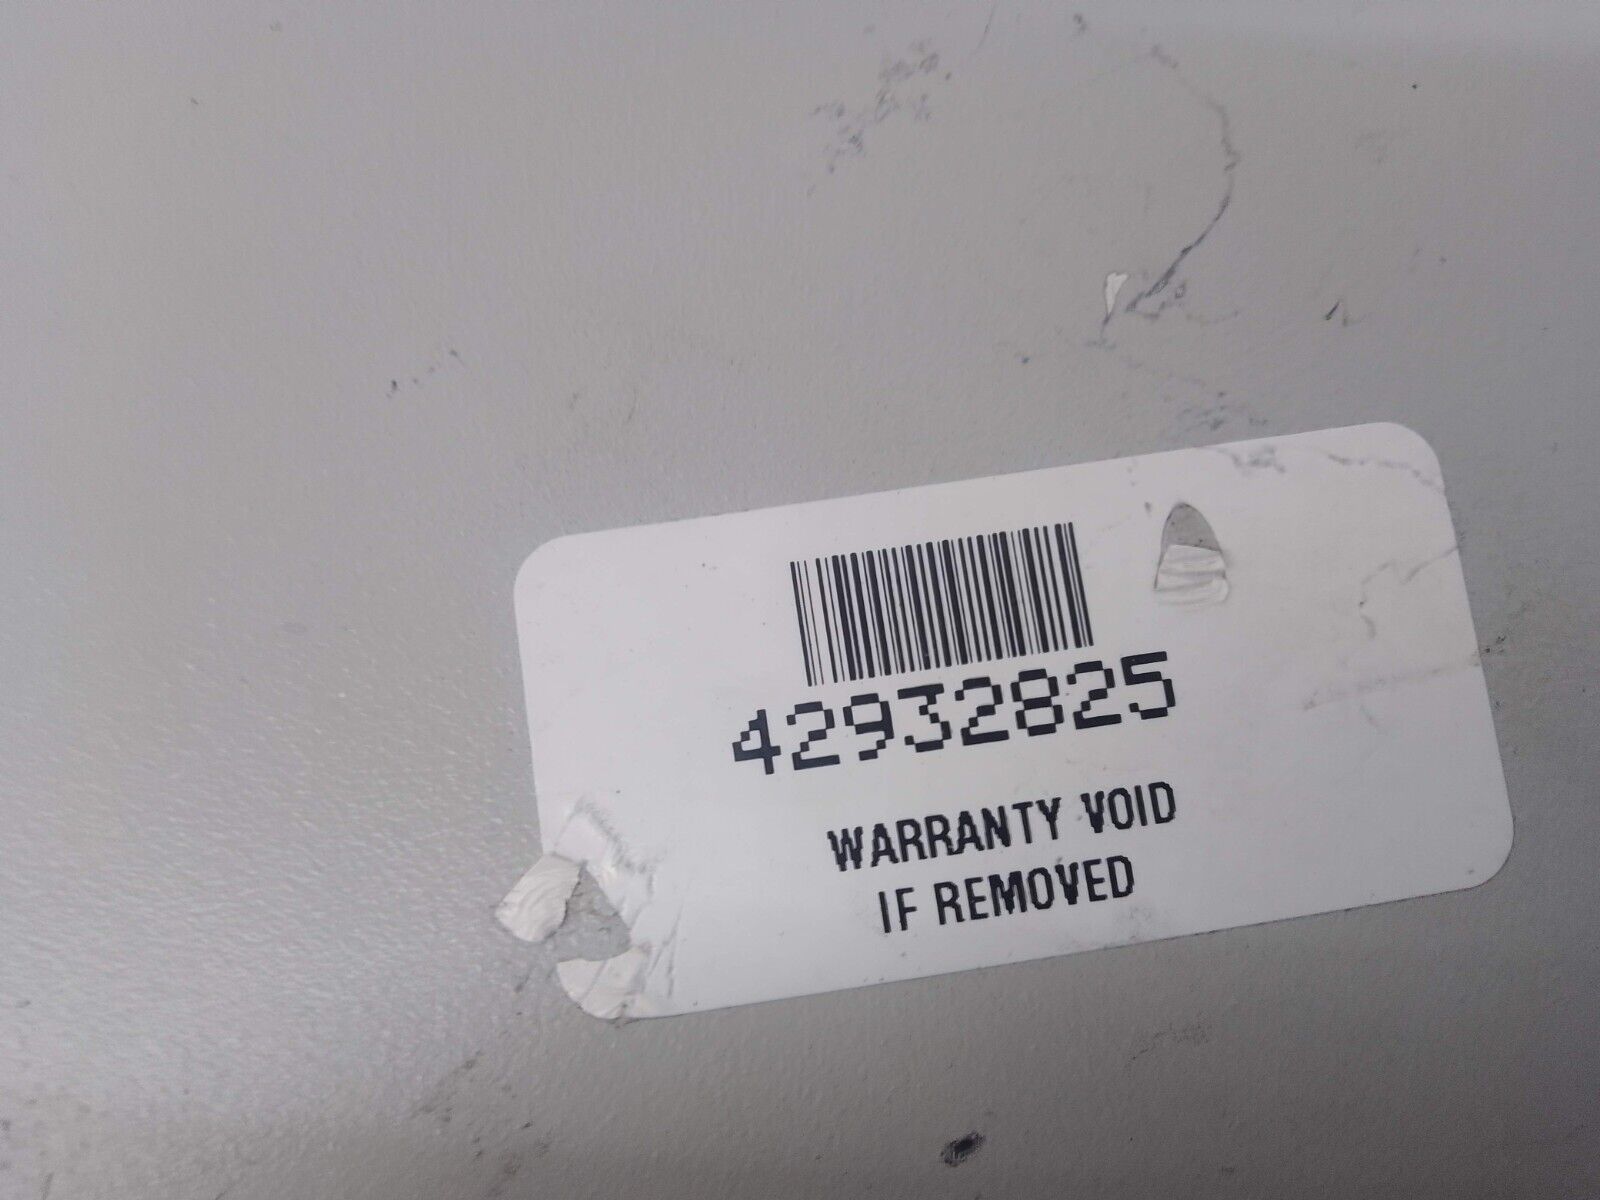 42932825
WARRANTY VOID
IF REMOVED